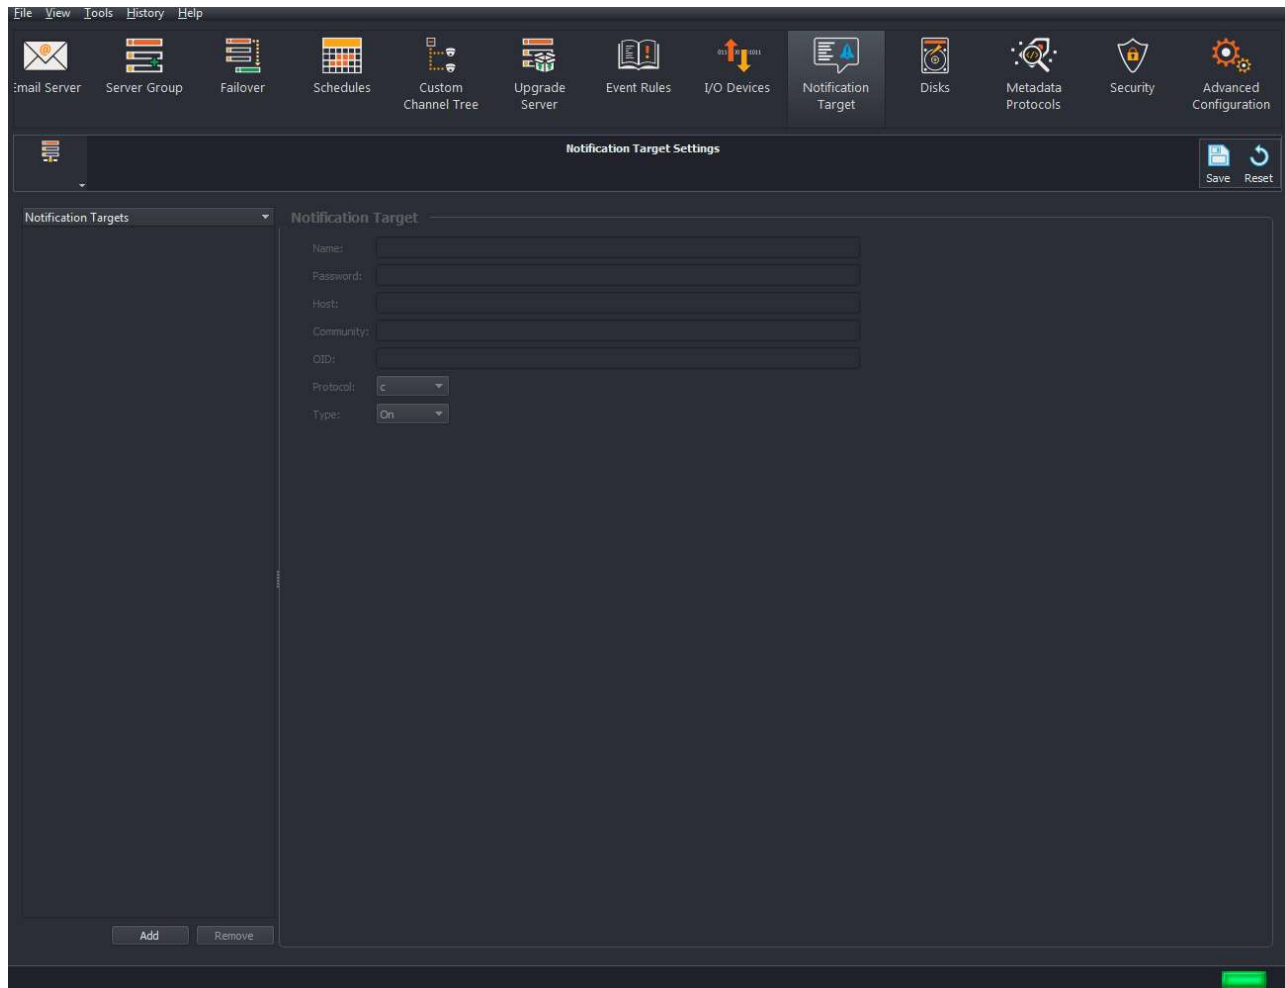 File View Tools History Help
Email Server Server Group Failover Schedules Custom Channel Tree Upgrade Server Event Rules I/O Devices Notification Target Disks Metadata Protocols Security Advanced Configuration
Notification Target Settings
Save Reset
Notification Targets
Notification Target
Name:
Password:
Host:
Community:
OID:
Protocol: c
Type: On
Add Remove